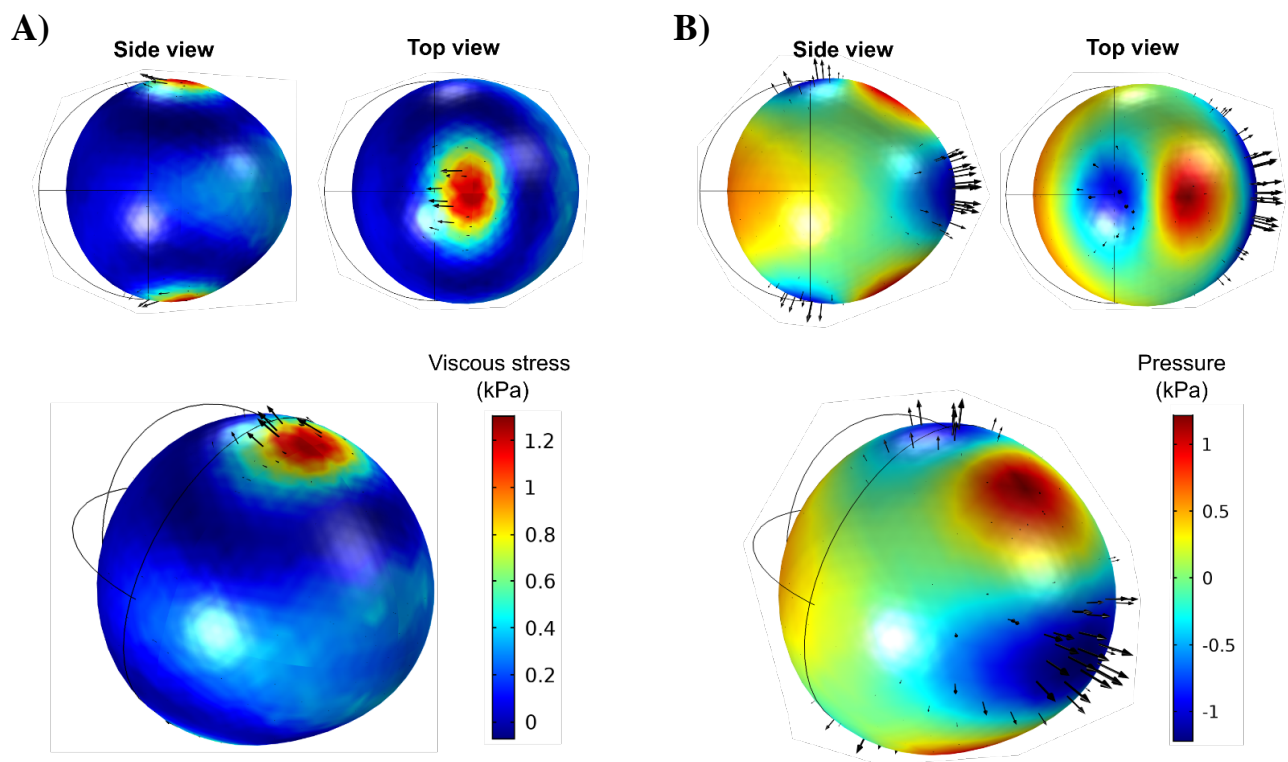 A)
Side view
Top view
Viscous stress
(kPa)
1.2
1
0.8
0.6
0.4
0.2
0
B)
Side view
Top view
Pressure
(kPa)
1
0.5
0
-0.5
-1